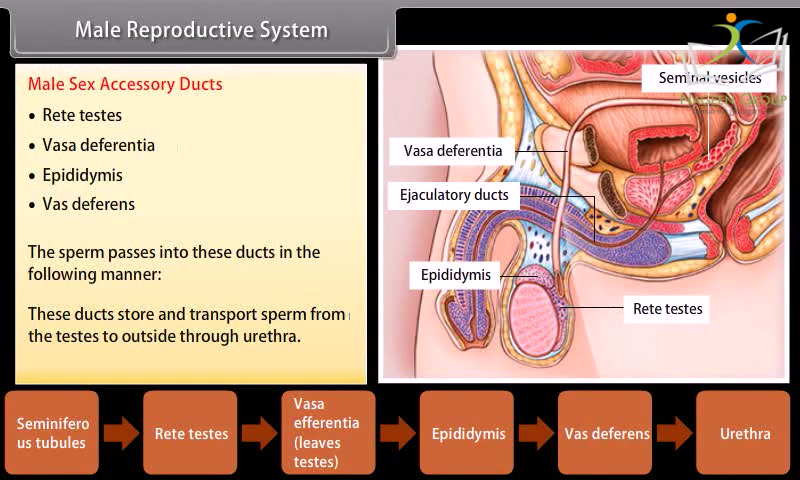 Male Reproductive System
Male Sex Accessory Ducts
• Rete testes
• Vasa deferentia
• Epididymis
• Vas deferens
The sperm passes into these ducts in the
following manner:
These ducts store and transport sperm from
the testes to outside through urethra.
Seminal vesicles
Vasa deferentia
Ejaculatory ducts
Epididymis
Rete testes
Seminifero
us tubules
Rete testes
Vasa
efferentia
(leaves
testes)
Epididymis
Vas deferens
Urethra